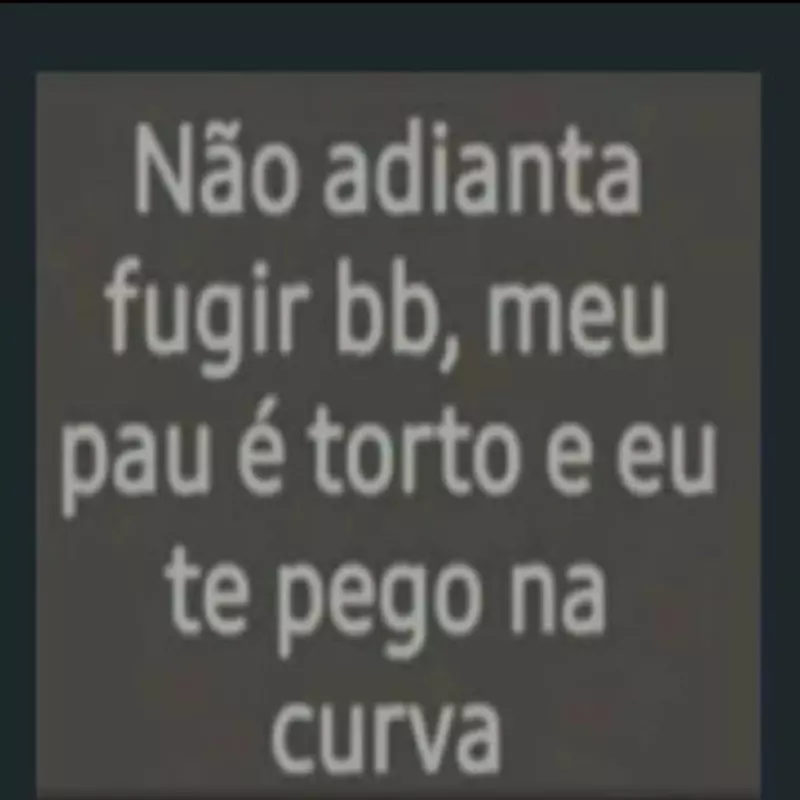 Não adianta
fugir bb, meu
pau é torto e eu
te pego na
curva